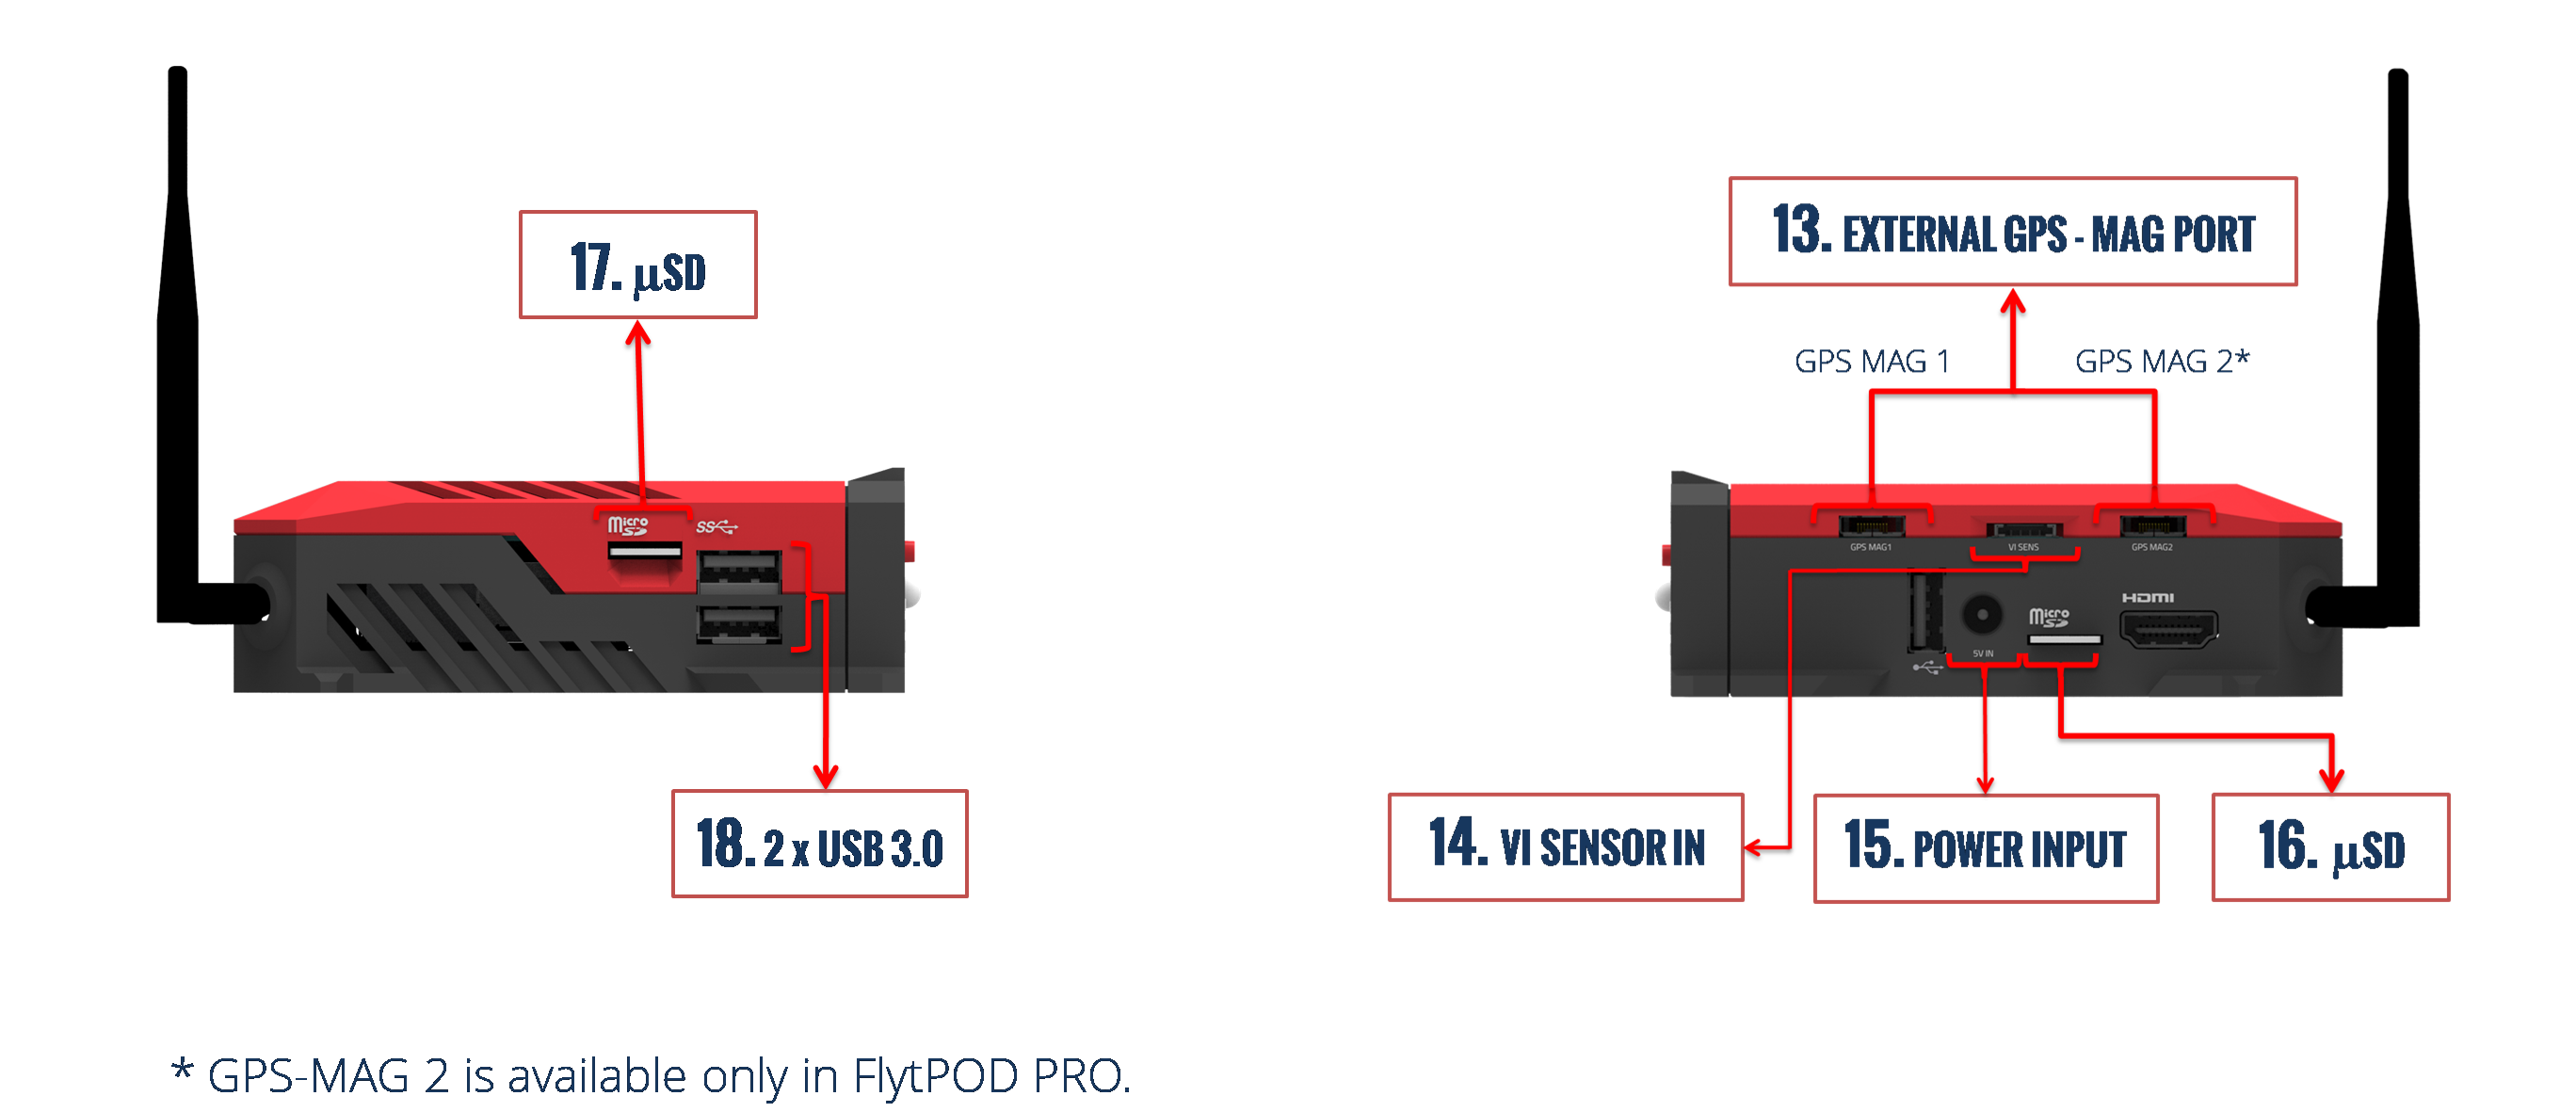 17. µSD
micro SD
SS
18. 2 x USB 3.0
13. EXTERNAL GPS - MAG PORT
GPS MAG 1
GPS MAG 2*
GPS MAG1
VI SENS
GPS MAG2
HDMI
micro SD
5V IN
14. VI SENSOR IN
15. POWER INPUT
16. µSD
* GPS-MAG 2 is available only in FlytPOD PRO.